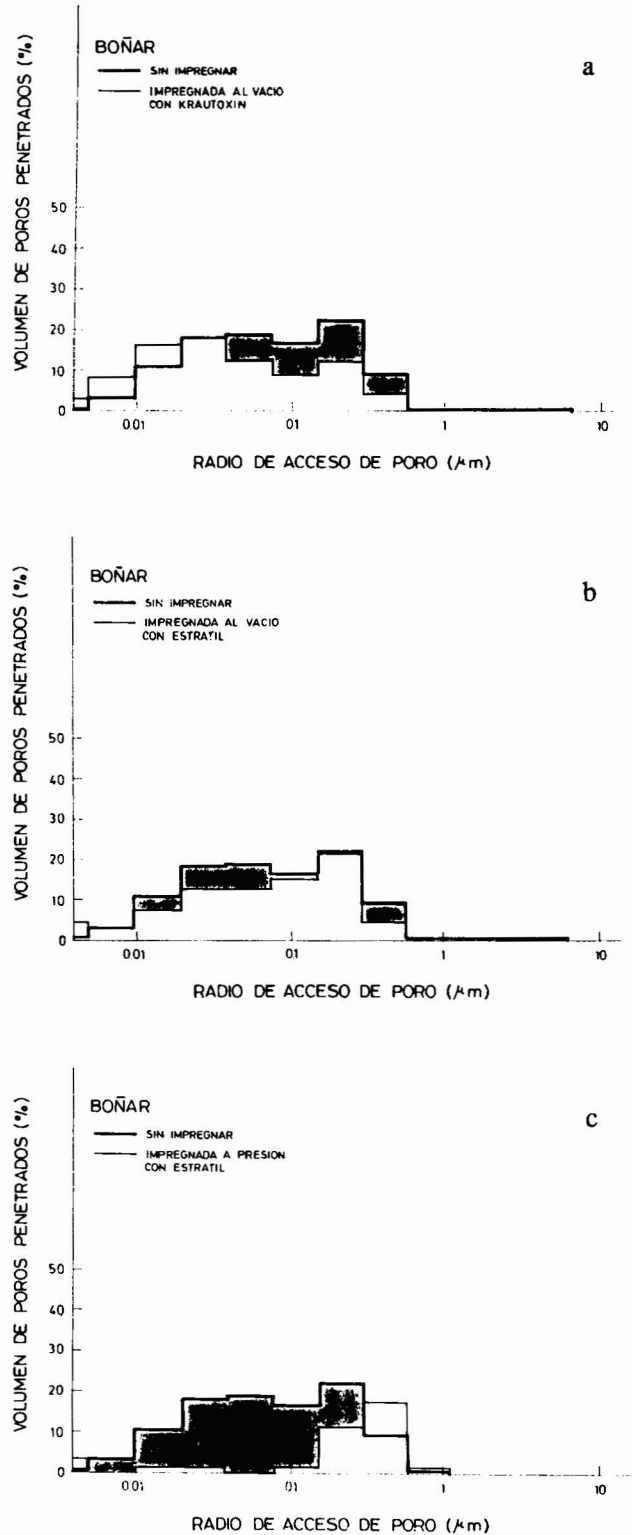 BOÑAR
SIN IMPREGNAR
IMPREGNADA AL VACIO
CON KRAUTOXIN
a
VOLUMEN DE POROS PENETRADOS (%)
50
40
30
20
10
0
0.01
0.1
1
10
RADIO DE ACCESO DE PORO (μm)
BOÑAR
SIN IMPREGNAR
IMPREGNADA AL VACIO
CON ESTRATIL
b
VOLUMEN DE POROS PENETRADOS (%)
50
40
30
20
10
0
0.01
0.1
1
10
RADIO DE ACCESO DE PORO (μm)
BOÑAR
SIN IMPREGNAR
IMPREGNADA A PRESION
CON ESTRATIL
c
VOLUMEN DE POROS PENETRADOS (%)
50
40
30
20
10
0
0.01
0.1
1
10
RADIO DE ACCESO DE PORO (μm)